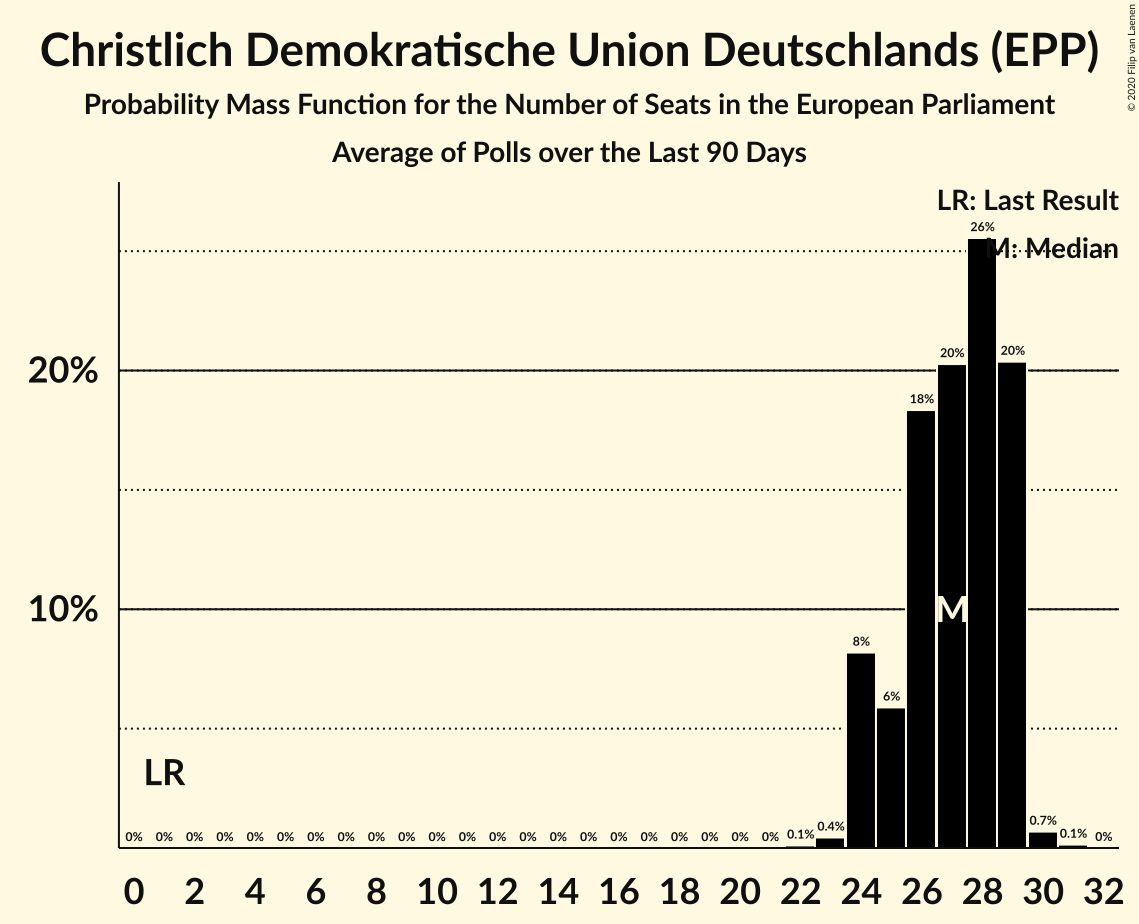 Christlich Demokratische Union Deutschlands (EPP)
Probability Mass Function for the Number of Seats in the European Parliament
Average of Polls over the Last 90 Days
© 2020 Filip van Laenen
LR: Last Result
M: Median
26%
20%
20%
20%
18%
M
10%
8%
6%
LR
0% 0% 0% 0% 0% 0% 0% 0% 0% 0% 0% 0% 0% 0% 0% 0% 0% 0% 0% 0% 0% 0% 0.1% 0.4% 0.7% 0.1% 0%
0 2 4 6 8 10 12 14 16 18 20 22 24 26 28 30 32